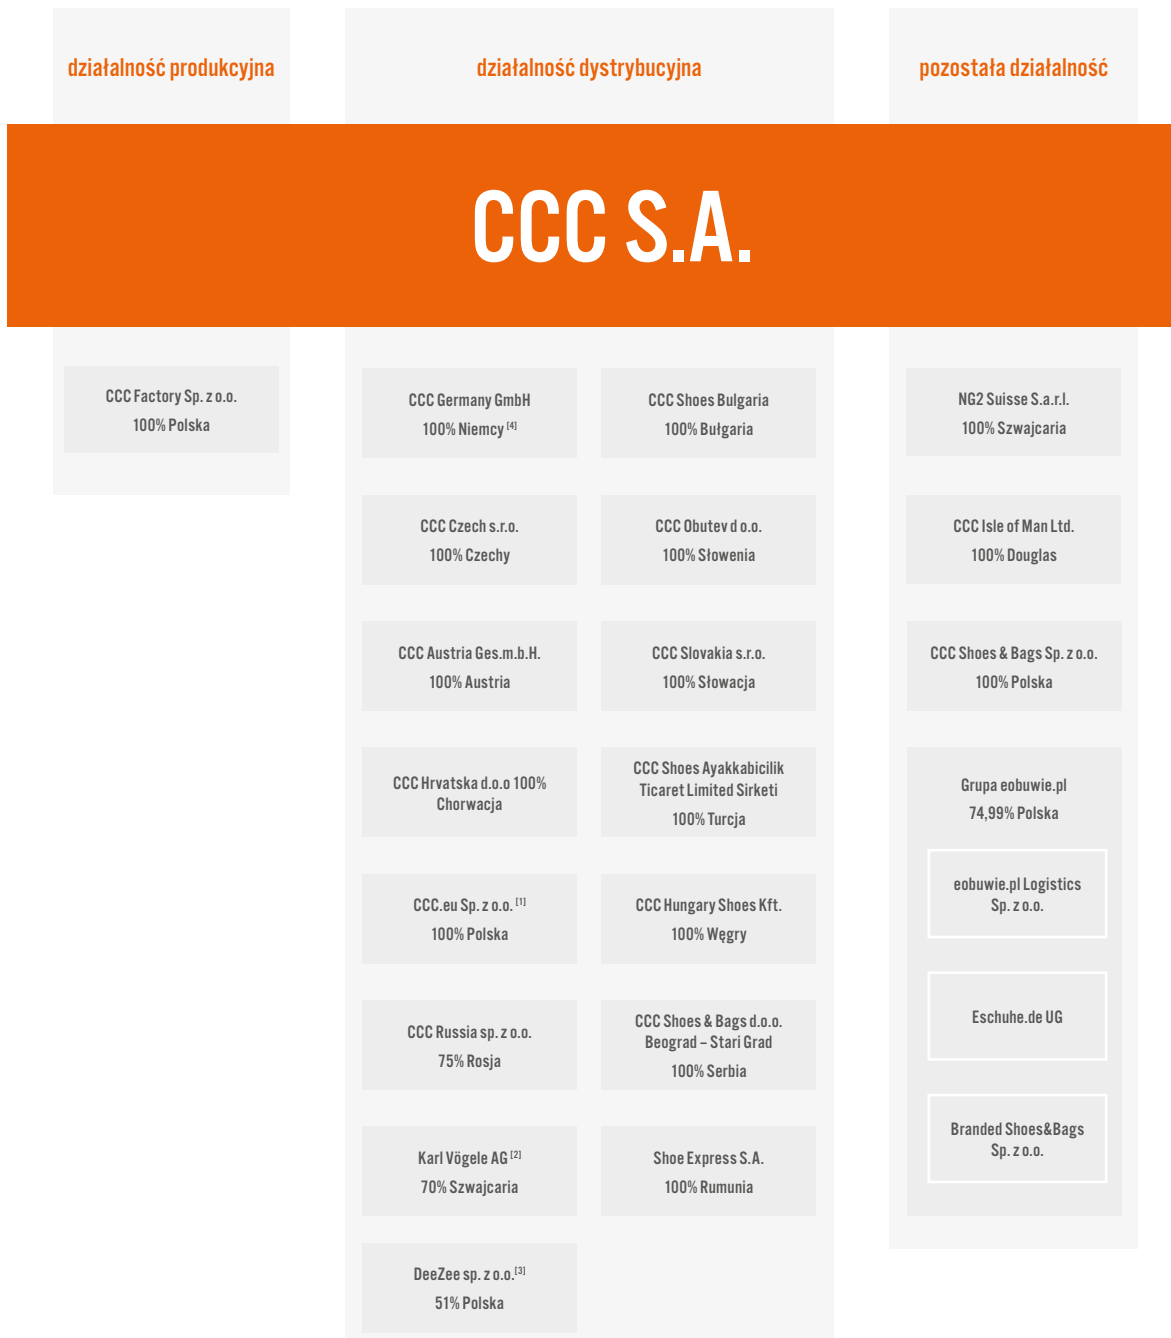 działalność produkcyjna
działalność dystrybucyjna
pozostała działalność
CCC S.A.
CCC Factory Sp. z o.o.
100% Polska
CCC Germany GmbH
100% Niemcy [4]
CCC Shoes Bulgaria
100% Bułgaria
CCC Czech s.r.o.
100% Czechy
CCC Obutev d o.o.
100% Słowenia
CCC Austria Ges.m.b.H.
100% Austria
CCC Slovakia s.r.o.
100% Słowacja
CCC Hrvatska d.o.o 100%
Chorwacja
CCC Shoes Ayakkabicilik
Ticaret Limited Sirketi
100% Turcja
CCC.eu Sp. z o.o. [1]
100% Polska
CCC Hungary Shoes Kft.
100% Węgry
CCC Russia sp. z o.o.
75% Rosja
CCC Shoes & Bags d.o.o.
Beograd – Stari Grad
100% Serbia
Karl Vögele AG [2]
70% Szwajcaria
Shoe Express S.A.
100% Rumunia
DeeZee sp. z o.o.[3]
51% Polska
NG2 Suisse S.a.r.l.
100% Szwajcaria
CCC Isle of Man Ltd.
100% Douglas
CCC Shoes & Bags Sp. z o.o.
100% Polska
Grupa eobuwie.pl
74,99% Polska
eobuwie.pl Logistics
Sp. z o.o.
Eschuhe.de UG
Branded Shoes&Bags
Sp. z o.o.